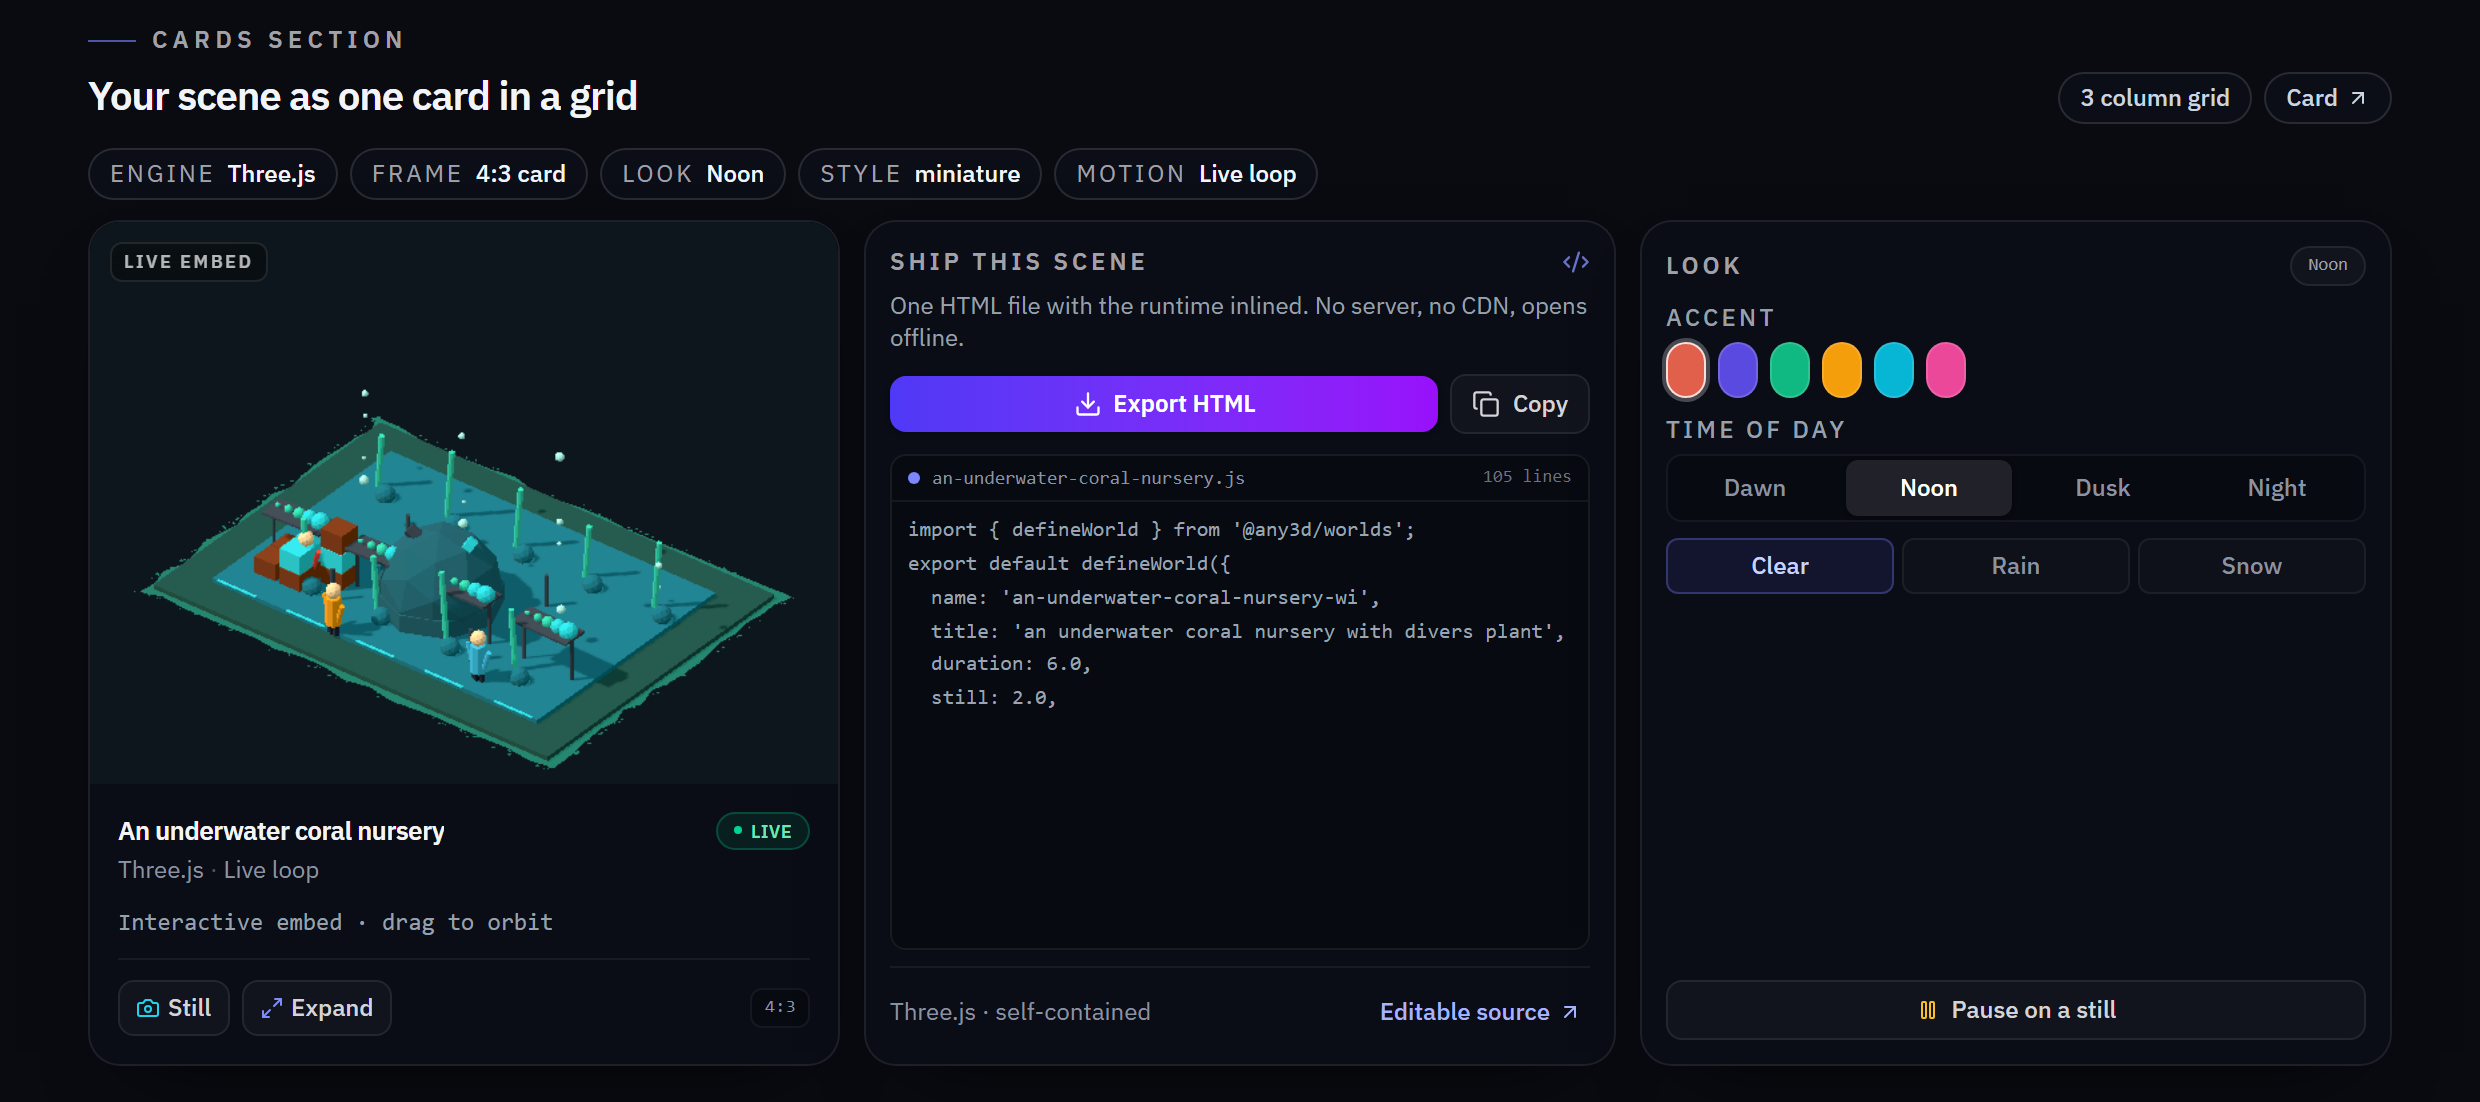 CARDS SECTION
Your scene as one card in a grid
3 column grid
Card
ENGINE Three.js
FRAME 4:3 card
LOOK Noon
STYLE miniature
MOTION Live loop
LIVE EMBED
An underwater coral nursery
LIVE
Three.js · Live loop
Interactive embed · drag to orbit
Still
Expand
4:3
SHIP THIS SCENE
</>
One HTML file with the runtime inlined. No server, no CDN, opens
offline.
Export HTML
Copy
an-underwater-coral-nursery.js
105 lines
import { defineWorld } from '@any3d/worlds';
export default defineWorld({
  name: 'an-underwater-coral-nursery-wi',
  title: 'an underwater coral nursery with divers plant',
  duration: 6.0,
  still: 2.0,
Three.js · self-contained
Editable source
LOOK
Noon
ACCENT
TIME OF DAY
Dawn
Noon
Dusk
Night
Clear
Rain
Snow
Pause on a still